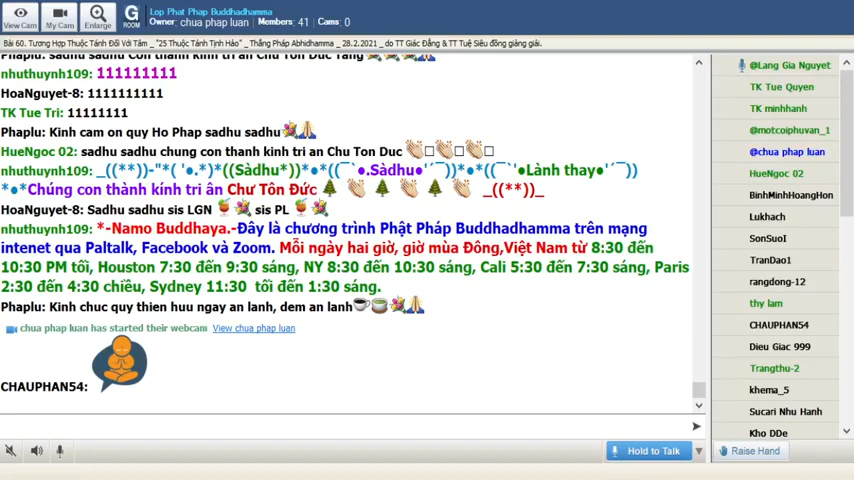 Lop Phat Phap Buddhadhamma
Owner: chua phap luan Members: 41 Cams: 0
View Cam
My Cam
Enlarge
G
ROOM
Bài 60. Tương Hợp Thuộc Tánh Đối Với Tâm _ "25 Thuộc Tánh Tịnh Hảo" _ Thắng Pháp Abhidhamma _ 28.2.2021 _ do TT Giác Đẳng & TT Tuệ Siêu đồng giảng giải.
Phaplu: sadhu sadhu Con thanh kinh tri an Chu Ton Duc Tang
nhuthuynh109: 111111111
HoaNguyet-8: 1111111111
TK Tue Tri: 11111111
Phaplu: Kinh cam on quy Ho Phap sadhu sadhu
HueNgoc 02: sadhu sadhu chung con thanh kinh tri an Chu Ton Duc
nhuthuynh109: _((**))-"*( '●.*)*((Sàdhu*))*●*((¯`●.Sàdhu●'´¯))*●*((¯`'●Lành thay●'´¯))
*●*Chúng con thành kính tri ân Chư Tôn Đức _((**))_
HoaNguyet-8: Sadhu sadhu sis LGN sis PL
nhuthuynh109: *-Namo Buddhaya.-Đây là chương trình Phật Pháp Buddhadhamma trên mạng
intenet qua Paltalk, Facebook và Zoom. Mỗi ngày hai giờ, giờ mùa Đông,Việt Nam từ 8:30 đến
10:30 PM tối, Houston 7:30 đến 9:30 sáng, NY 8:30 đến 10:30 sáng, Cali 5:30 đến 7:30 sáng, Paris
2:30 đến 4:30 chiều, Sydney 11:30 tối đến 1:30 sáng.
Phaplu: Kinh chuc quy thien huu ngay an lanh, dem an lanh
chua phap luan has started their webcam View chua phap luan
CHAUPHAN54:
@Lang Gia Nguyet
TK Tue Quyen
TK minhhanh
@motcoiphuvan_1
@chua phap luan
HueNgoc 02
BinhMinhHoangHon
Lukhach
SonSuoI
TranDao1
rangdong-12
thy lam
CHAUPHAN54
Dieu Giac 999
Trangthu-2
khema_5
Sucari Nhu Hanh
Kho DDe
Hold to Talk
Raise Hand